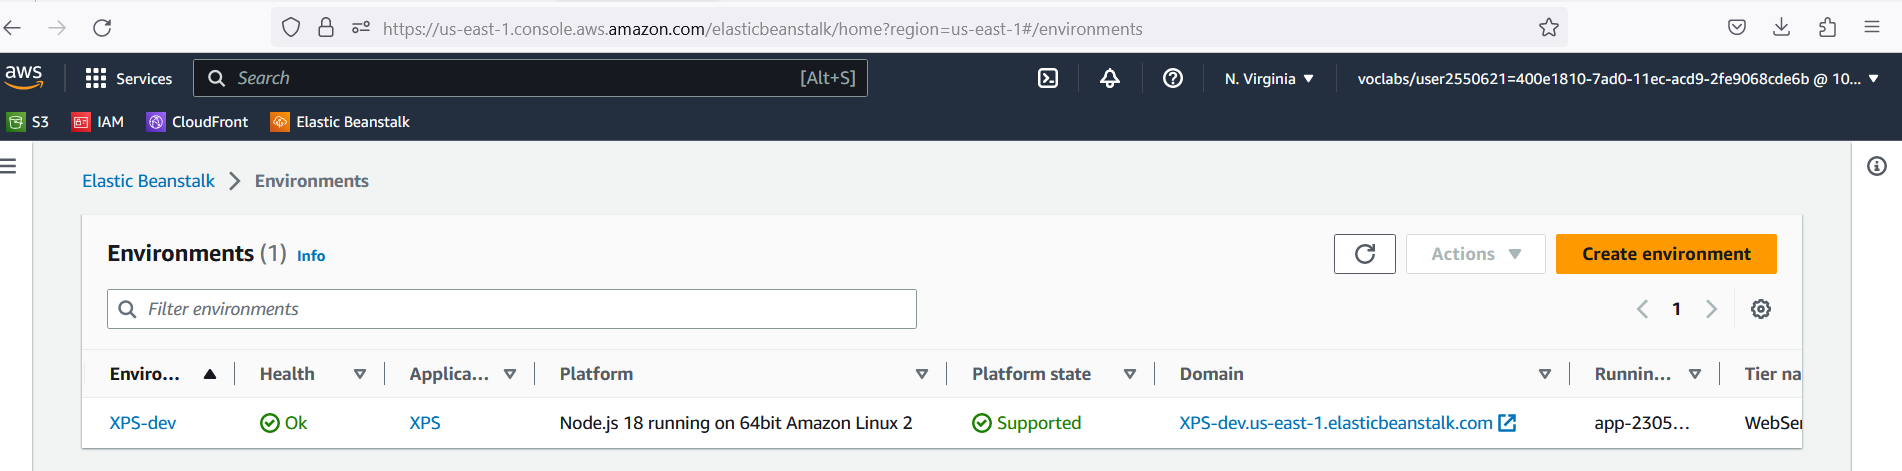 https://us-east-1.console.aws.amazon.com/elasticbeanstalk/home?region=us-east-1#/environments
aws Services Search [Alt+S] N. Virginia voclabs/user2550621=400e1810-7ad0-11ec-acd9-2fe9068cde6b @ 10...
S3 IAM CloudFront Elastic Beanstalk
Elastic Beanstalk Environments
Environments (1) Info Actions Create environment
Filter environments 1
Enviro... Health Applica... Platform Platform state Domain Runnin... Tier na
XPS-dev Ok XPS Node.js 18 running on 64bit Amazon Linux 2 Supported XPS-dev.us-east-1.elasticbeanstalk.com app-2305... WebSer